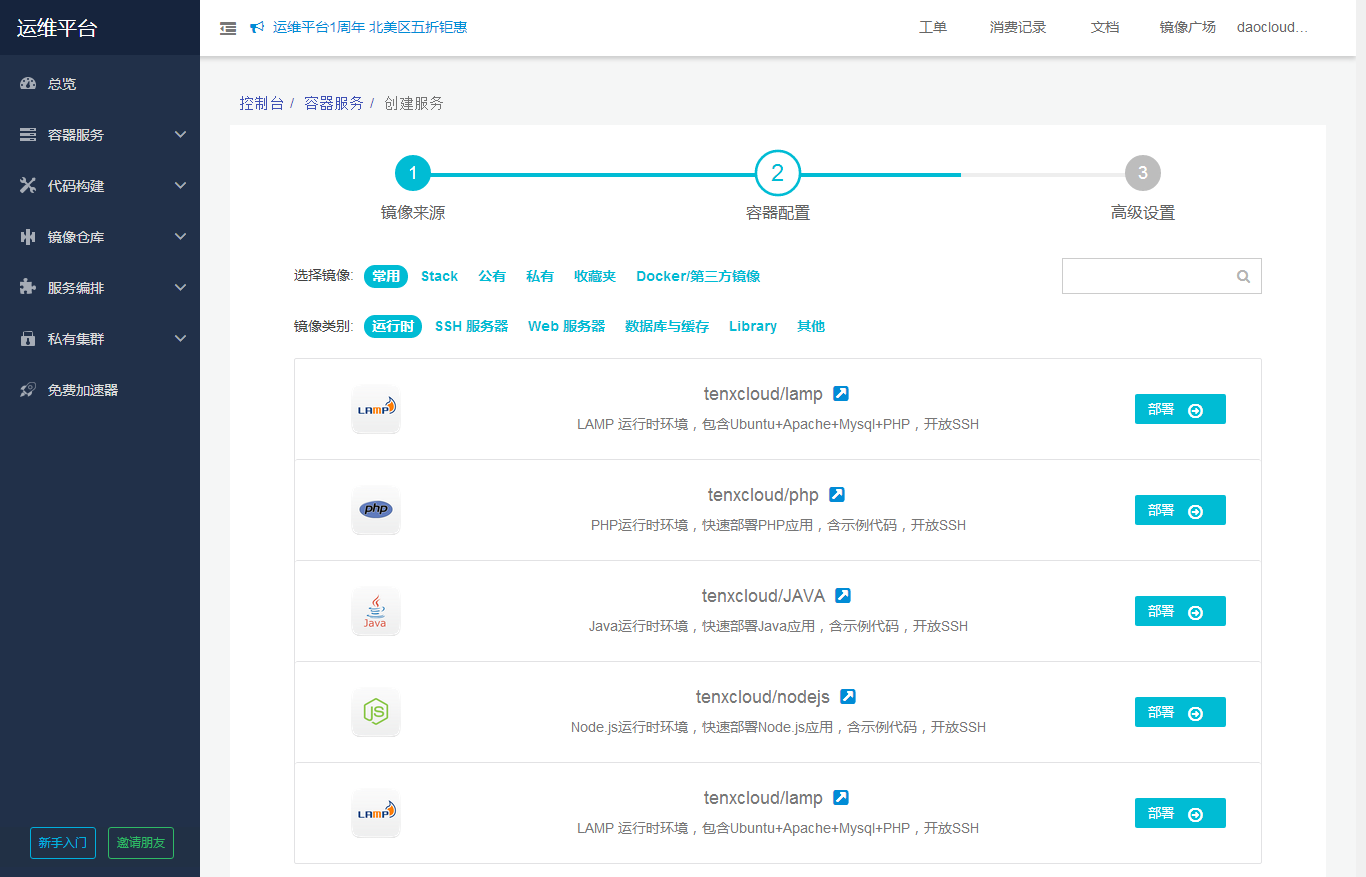 运维平台
运维平台1周年 北美区五折钜惠
工单 消费记录 文档 镜像广场 daocloud...
总览
容器服务
代码构建
镜像仓库
服务编排
私有集群
免费加速器
新手入门 邀请朋友
控制台 / 容器服务 / 创建服务
1 2 3
镜像来源 容器配置 高级设置
选择镜像: 常用 Stack 公有 私有 收藏夹 Docker/第三方镜像
镜像类别: 运行时 SSH 服务器 Web 服务器 数据库与缓存 Library 其他
LAMP
tenxcloud/lamp
LAMP 运行时环境，包含Ubuntu+Apache+Mysql+PHP，开放SSH
部署
php
tenxcloud/php
PHP运行时环境，快速部署PHP应用，含示例代码，开放SSH
部署
Java
tenxcloud/JAVA
Java运行时环境，快速部署Java应用，含示例代码，开放SSH
部署
JS
tenxcloud/nodejs
Node.js运行时环境，快速部署Node.js应用，含示例代码，开放SSH
部署
LAMP
tenxcloud/lamp
LAMP 运行时环境，包含Ubuntu+Apache+Mysql+PHP，开放SSH
部署